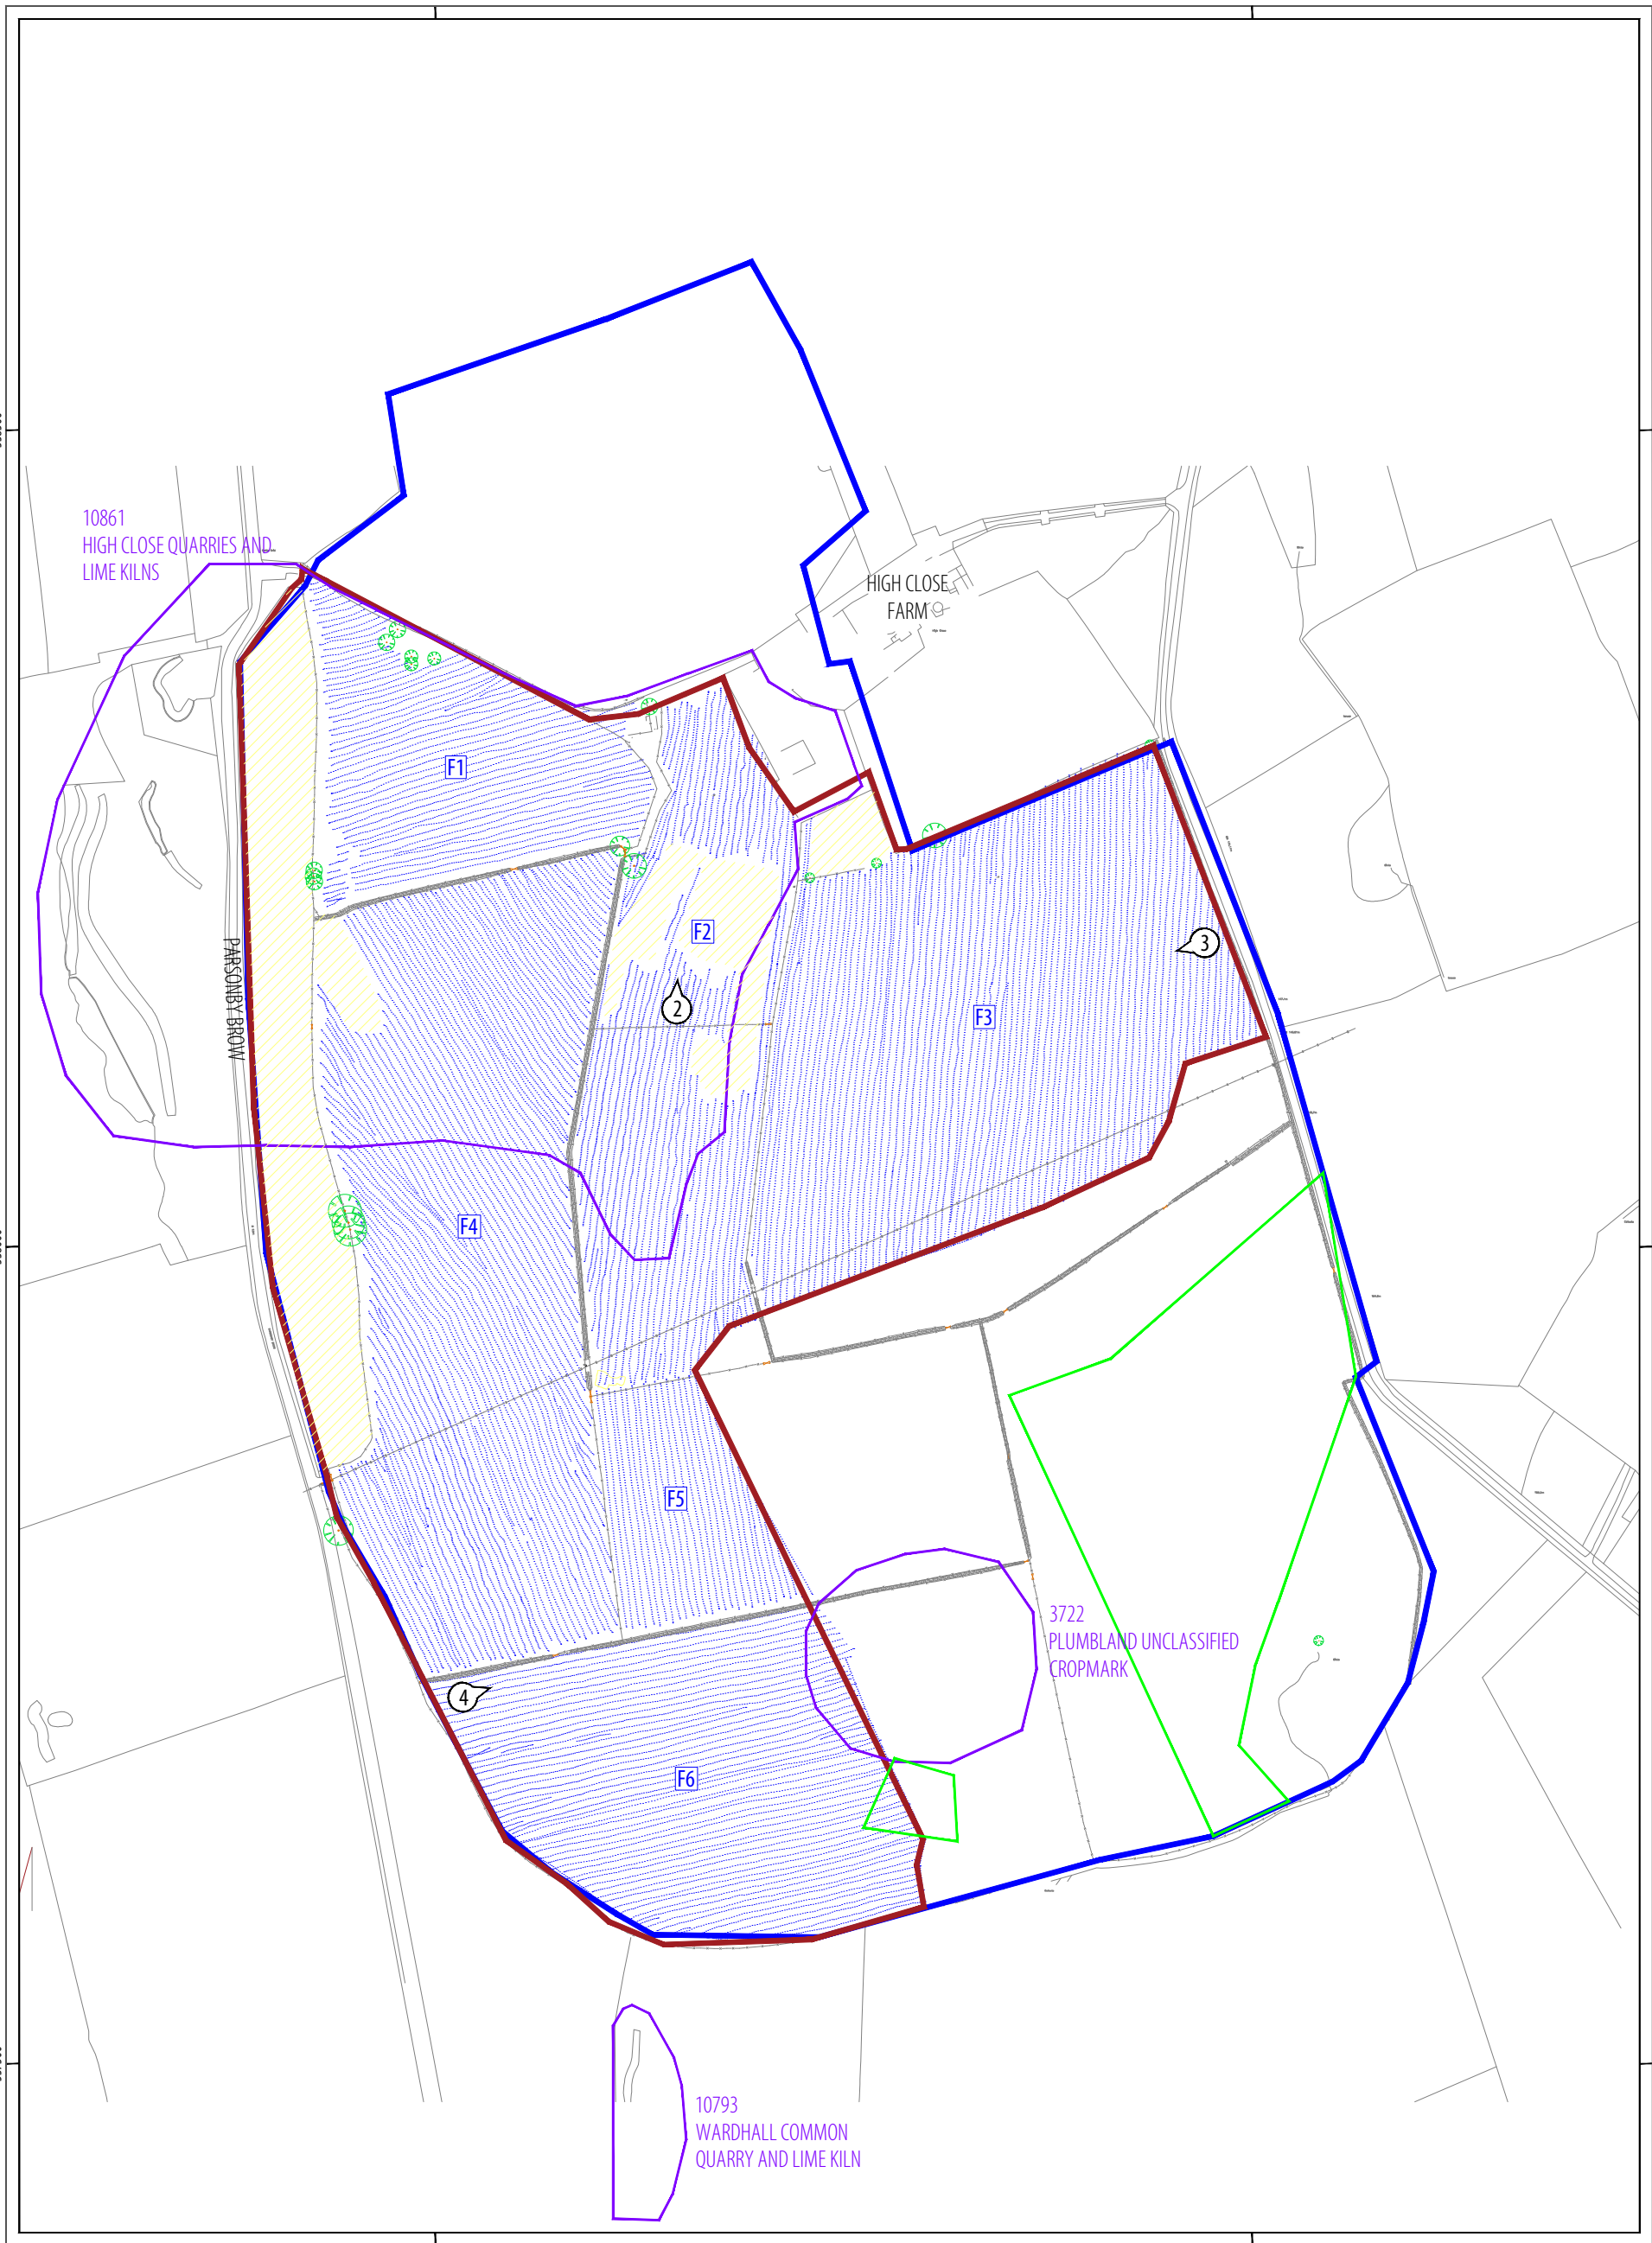 10861
HIGH CLOSE QUARRIES AND
LIME KILNS
HIGH CLOSE
FARM
F1
F2
3
PARSONBY BROW
2
F3
F4
F5
3722
PLUMBLAND UNCLASSIFIED
CROPMARK
4
F6
10793
WARDHALL COMMON
QUARRY AND LIME KILN